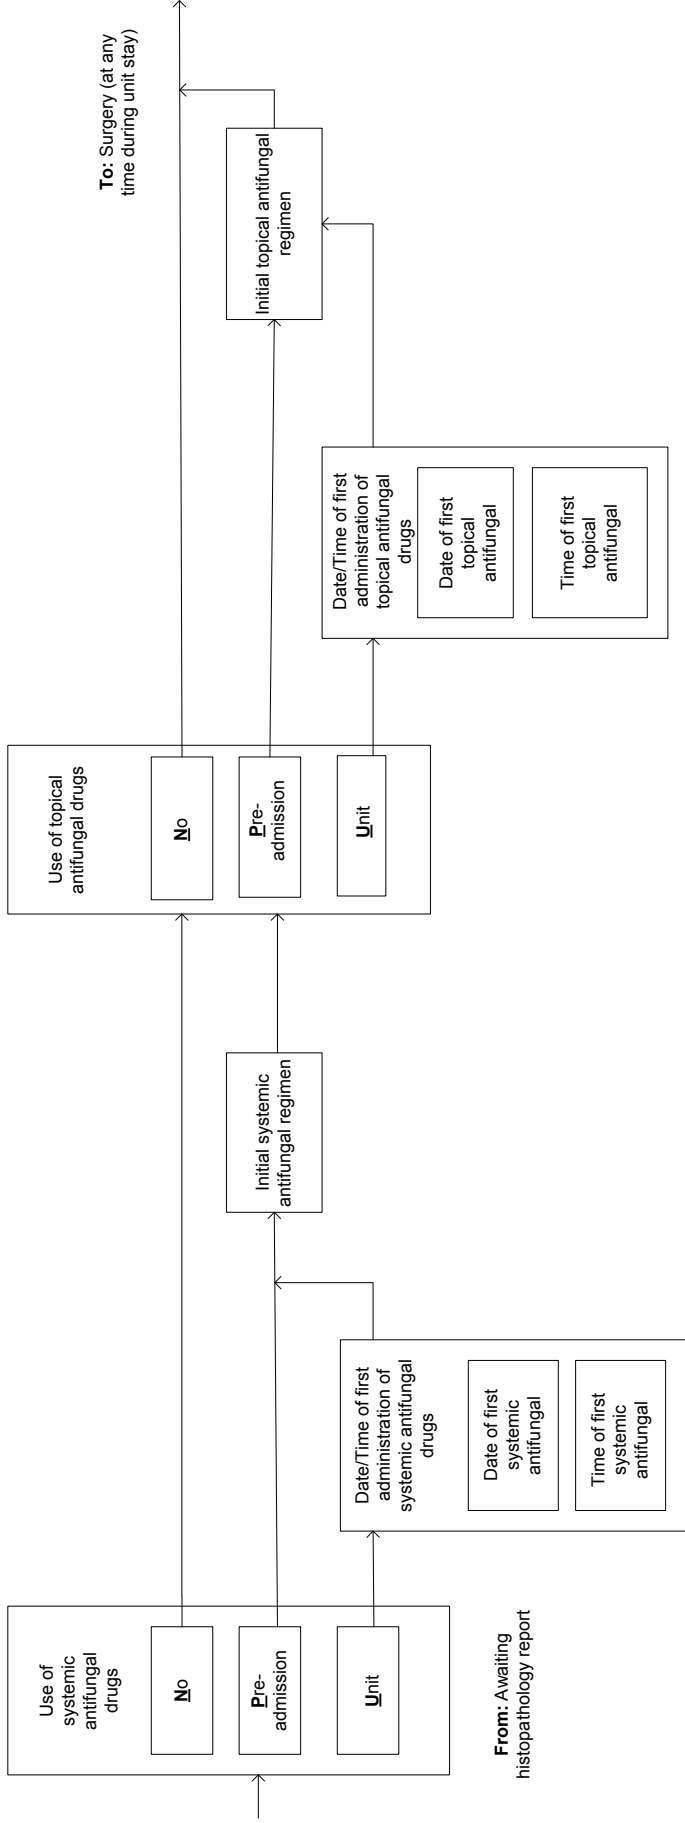 Use of
systemic
antifungal
drugs
No
Pre-
admission
Unit
From: Awaiting
histopathology report
Date/Time of first
administration of
systemic antifungal
drugs
Date of first
systemic
antifungal
Time of first
systemic
antifungal
Initial systemic
antifungal regimen
Use of topical
antifungal drugs
No
Pre-
admission
Unit
Date/Time of first
administration of
topical antifungal
drugs
Date of first
topical
antifungal
Time of first
topical
antifungal
Initial topical antifungal
regimen
To: Surgery (at any
time during unit stay)